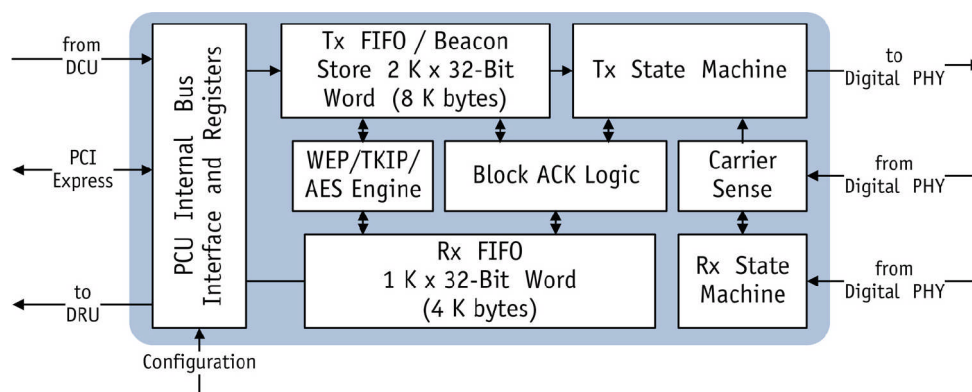 from
DCU
PCI
Express
to
DRU
Configuration
PCU Internal Bus
Interface and Registers
Tx FIFO / Beacon
Store 2 K x 32-Bit
Word (8 K bytes)
Tx State Machine
WEP/TKIP/
AES Engine
Block ACK Logic
Carrier
Sense
Rx FIFO
1 K x 32-Bit Word
(4 K bytes)
Rx State
Machine
to
Digital PHY
from
Digital PHY
from
Digital PHY